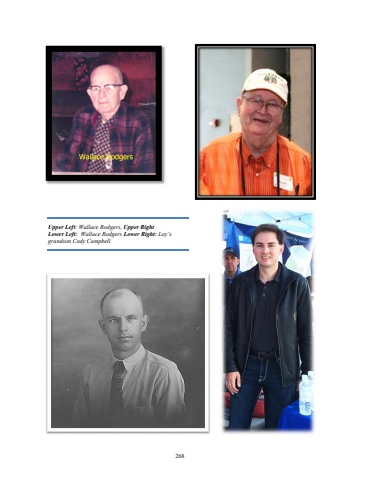 Wallace Rodgers
Upper Left: Wallace Rodgers, Upper Right
Lower Left: Wallace Rodgers Lower Right: Loy's
grandson Cody Campbell
268